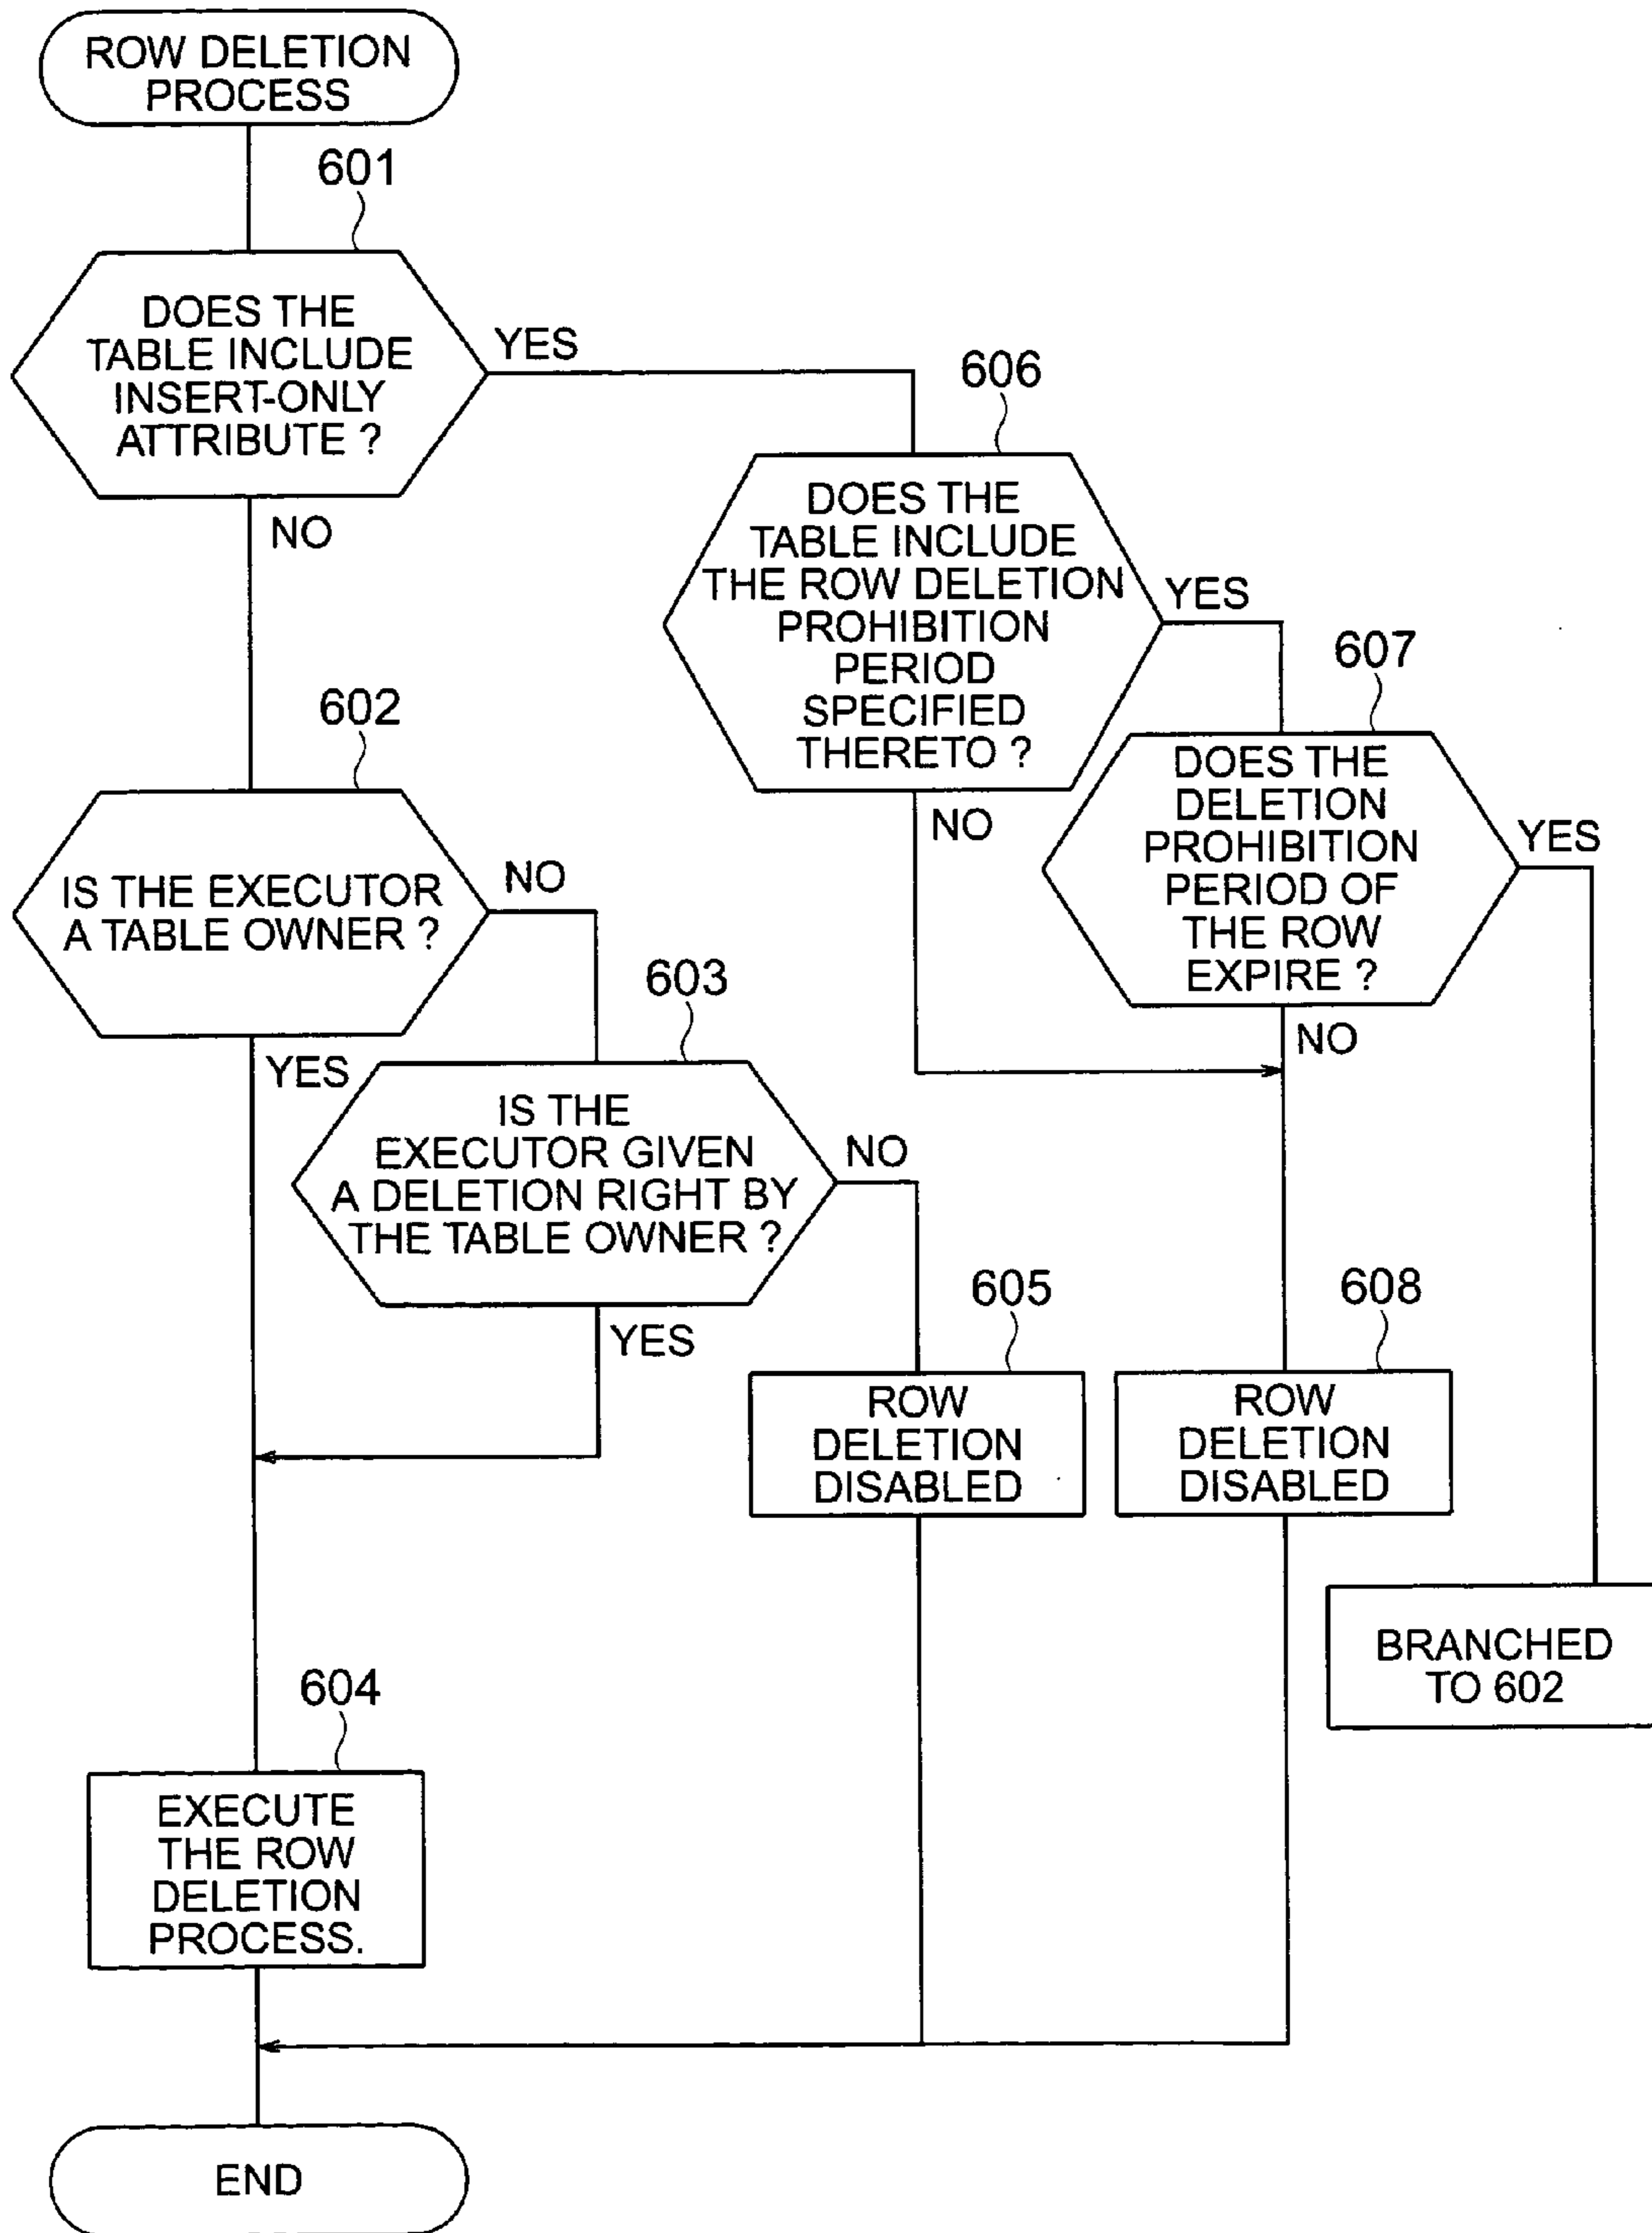 ROW DELETION
PROCESS
601
DOES THE
TABLE INCLUDE
INSERT-ONLY
ATTRIBUTE ?
YES
NO
606
DOES THE
TABLE INCLUDE
THE ROW DELETION
PROHIBITION
PERIOD
SPECIFIED
THERETO ?
YES
NO
607
DOES THE
DELETION
PROHIBITION
PERIOD OF
THE ROW
EXPIRE ?
YES
NO
602
IS THE EXECUTOR
A TABLE OWNER ?
NO
YES
603
IS THE
EXECUTOR GIVEN
A DELETION RIGHT BY
THE TABLE OWNER ?
NO
YES
605
ROW
DELETION
DISABLED
608
ROW
DELETION
DISABLED
BRANCHED
TO 602
604
EXECUTE
THE ROW
DELETION
PROCESS.
END